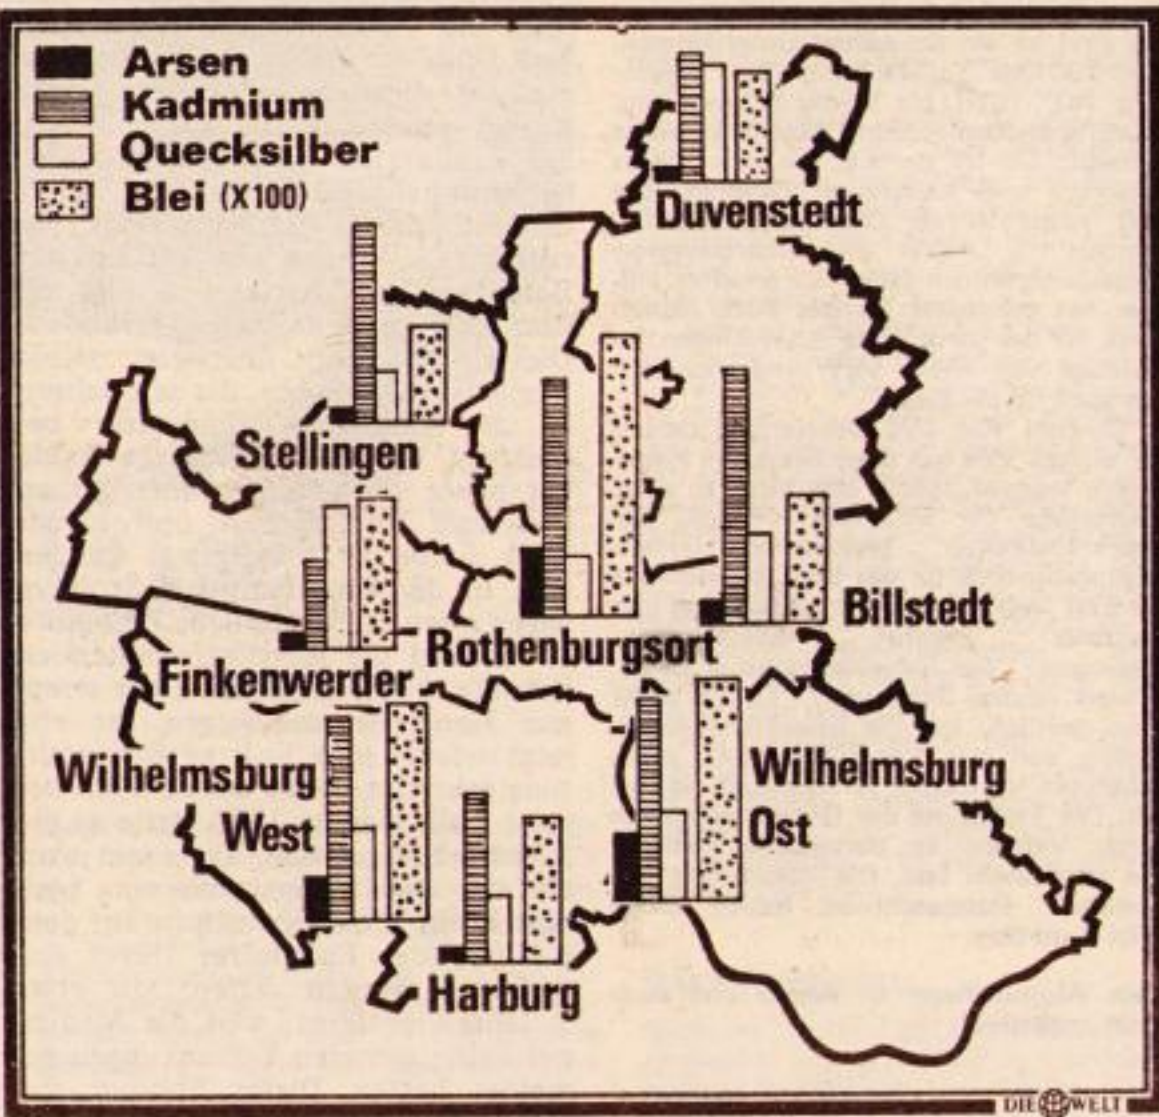 Arsen
Kadmium
Quecksilber
Blei (X100)
Duvenstedt
Stellingen
Billstedt
Rothenburgsort
Finkenwerder
Wilhelmsburg
West
Wilhelmsburg
Ost
Harburg
DIE WELT